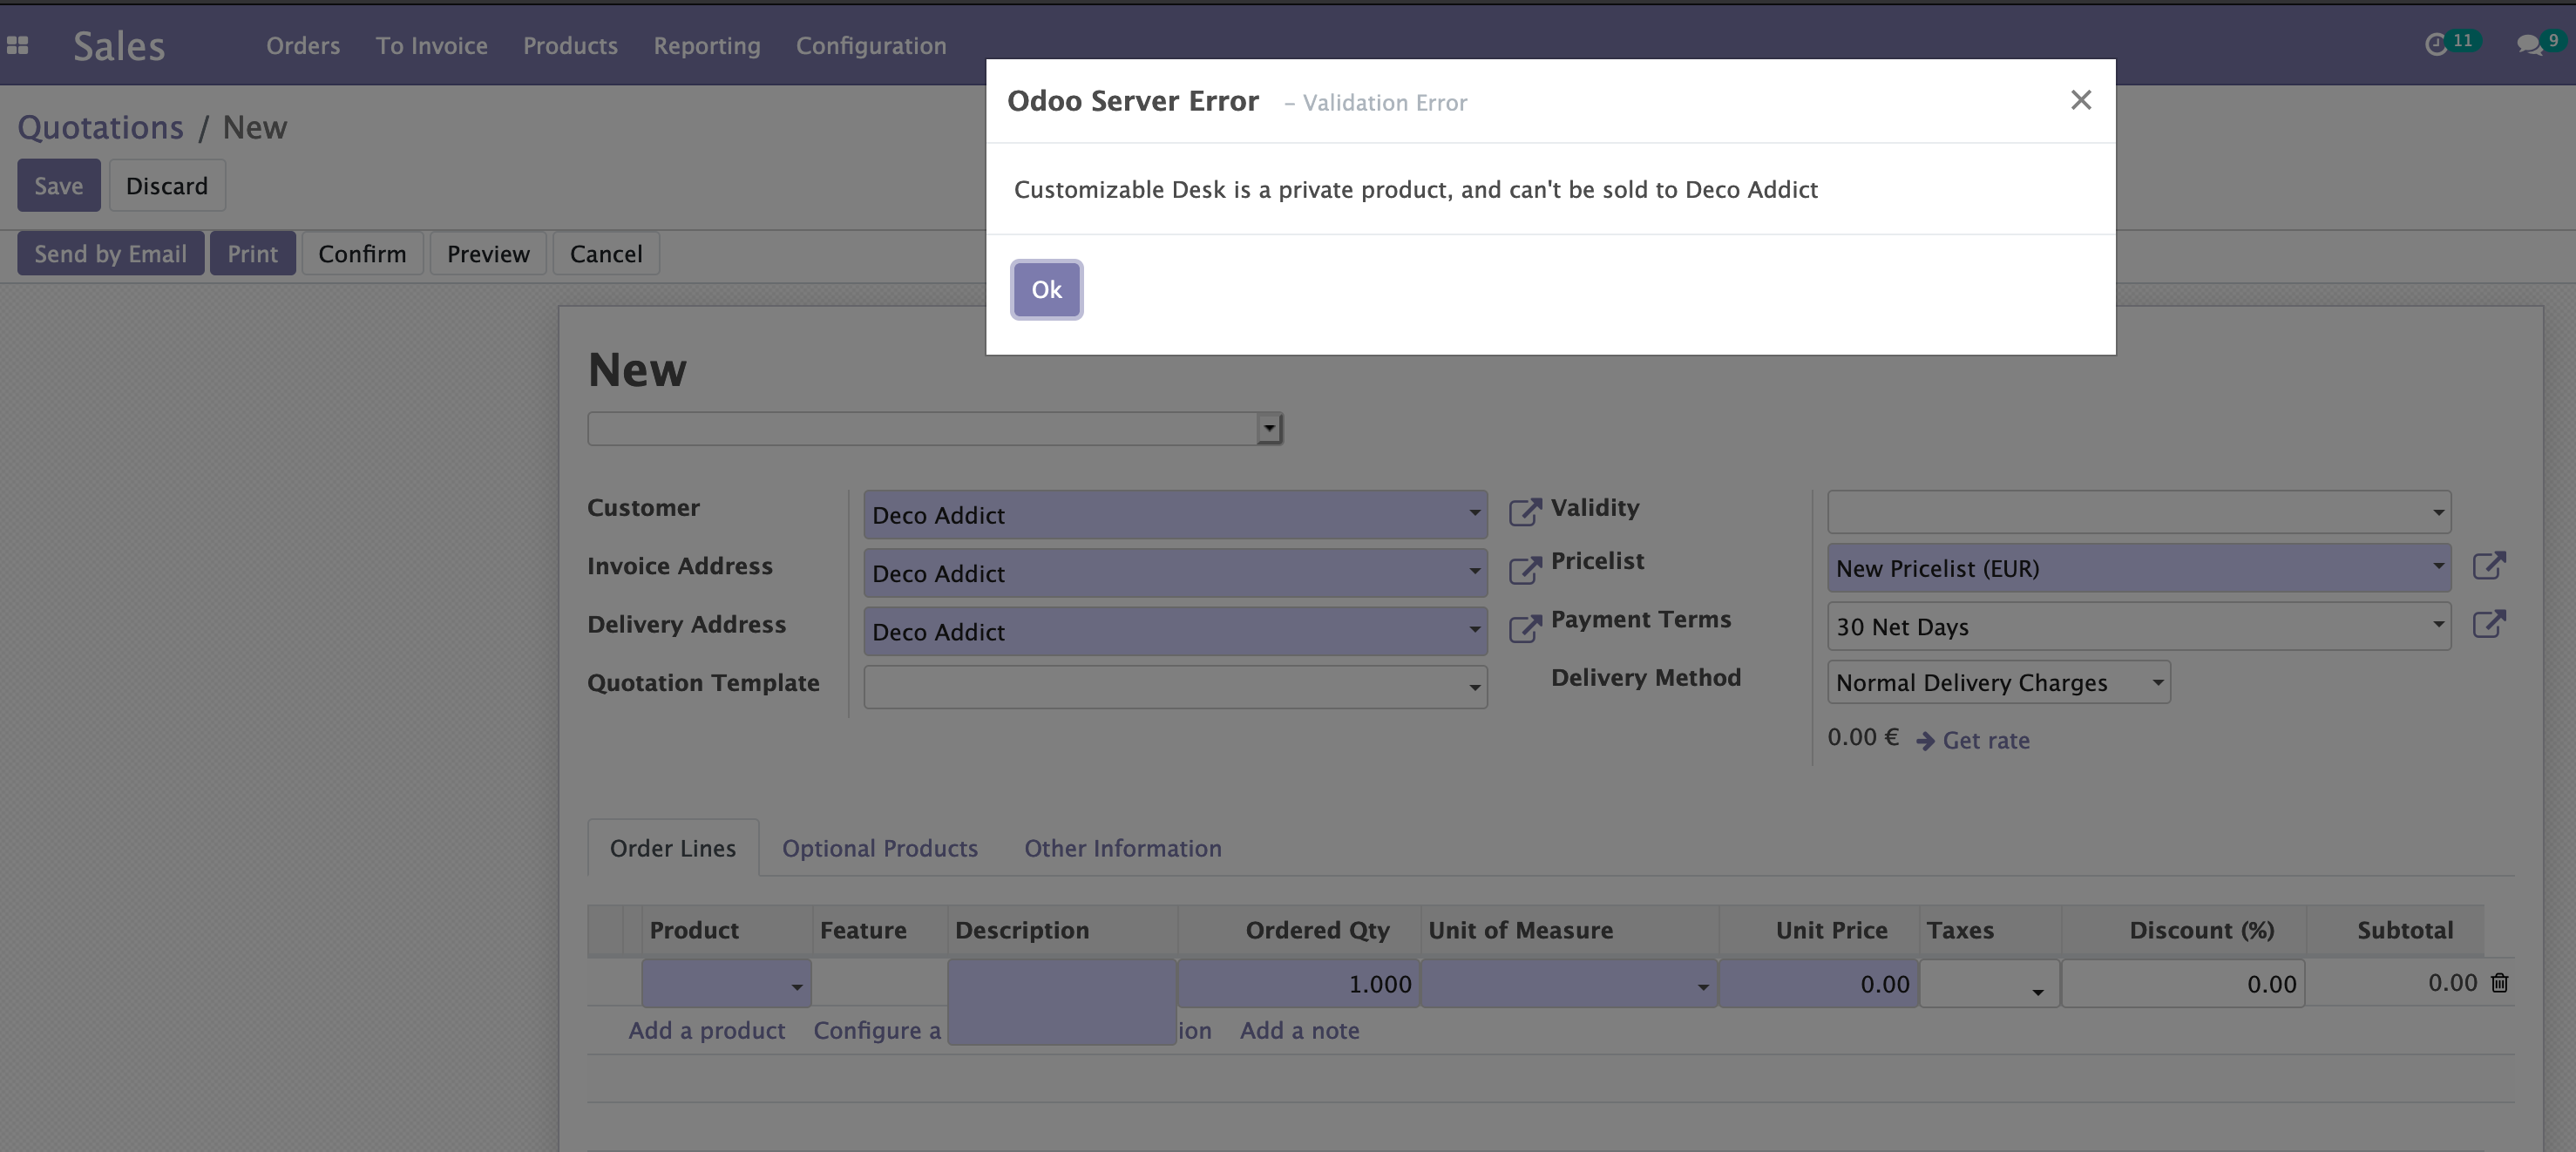 Sales Orders To Invoice Products Reporting Configuration 11 9
Odoo Server Error – Validation Error
Customizable Desk is a private product, and can't be sold to Deco Addict
Ok
Quotations / New
Save Discard
Send by Email Print Confirm Preview Cancel
New
Customer Deco Addict
Invoice Address Deco Addict
Delivery Address Deco Addict
Quotation Template
Validity
Pricelist New Pricelist (EUR)
Payment Terms 30 Net Days
Delivery Method Normal Delivery Charges
0.00 € Get rate
Order Lines Optional Products Other Information
Product Feature Description Ordered Qty Unit of Measure Unit Price Taxes Discount (%) Subtotal
1.000 0.00 0.00 0.00
Add a product Configure a ion Add a note